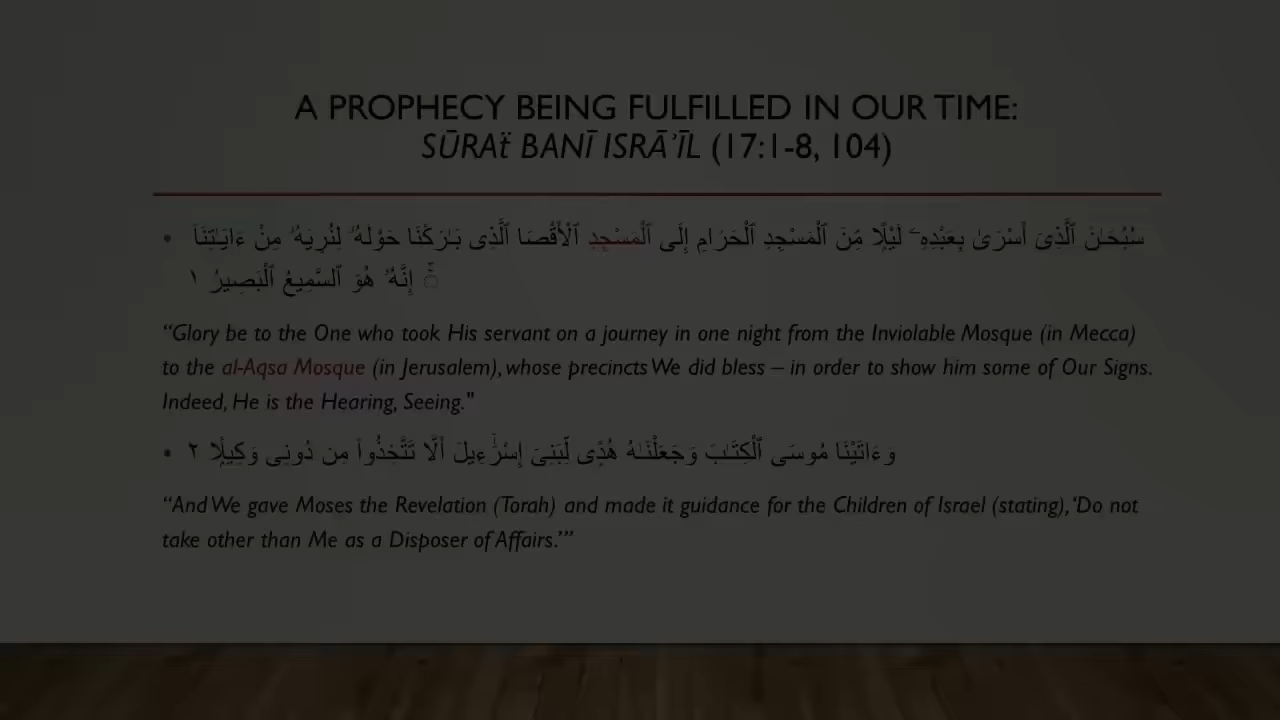 A PROPHECY BEING FULFILLED IN OUR TIME:
SŪRAẗ BANĪ ISRĀ’ĪL (17:1-8, 104)
• سُبْحَـٰنَ ٱلَّذِىٓ أَسْرَىٰ بِعَبْدِهِۦ لَيْلًا مِّنَ ٱلْمَسْجِدِ ٱلْحَرَامِ إِلَى ٱلْمَسْجِدِ ٱلْأَقْصَا ٱلَّذِى بَـٰرَكْنَا حَوْلَهُۥ لِنُرِيَهُۥ مِنْ ءَايَـٰتِنَآ
ۚ إِنَّهُۥ هُوَ ٱلسَّمِيعُ ٱلْبَصِيرُ ١
“Glory be to the One who took His servant on a journey in one night from the Inviolable Mosque (in Mecca)
to the al-Aqsa Mosque (in Jerusalem), whose precincts We did bless – in order to show him some of Our Signs.
Indeed, He is the Hearing, Seeing."
• وَءَاتَيْنَا مُوسَى ٱلْكِتَـٰبَ وَجَعَلْنَـٰهُ هُدًى لِّبَنِىٓ إِسْرَٰٓءِيلَ أَلَّا تَتَّخِذُوا۟ مِن دُونِى وَكِيلًا ٢
“And We gave Moses the Revelation (Torah) and made it guidance for the Children of Israel (stating), ‘Do not
take other than Me as a Disposer of Affairs.’”